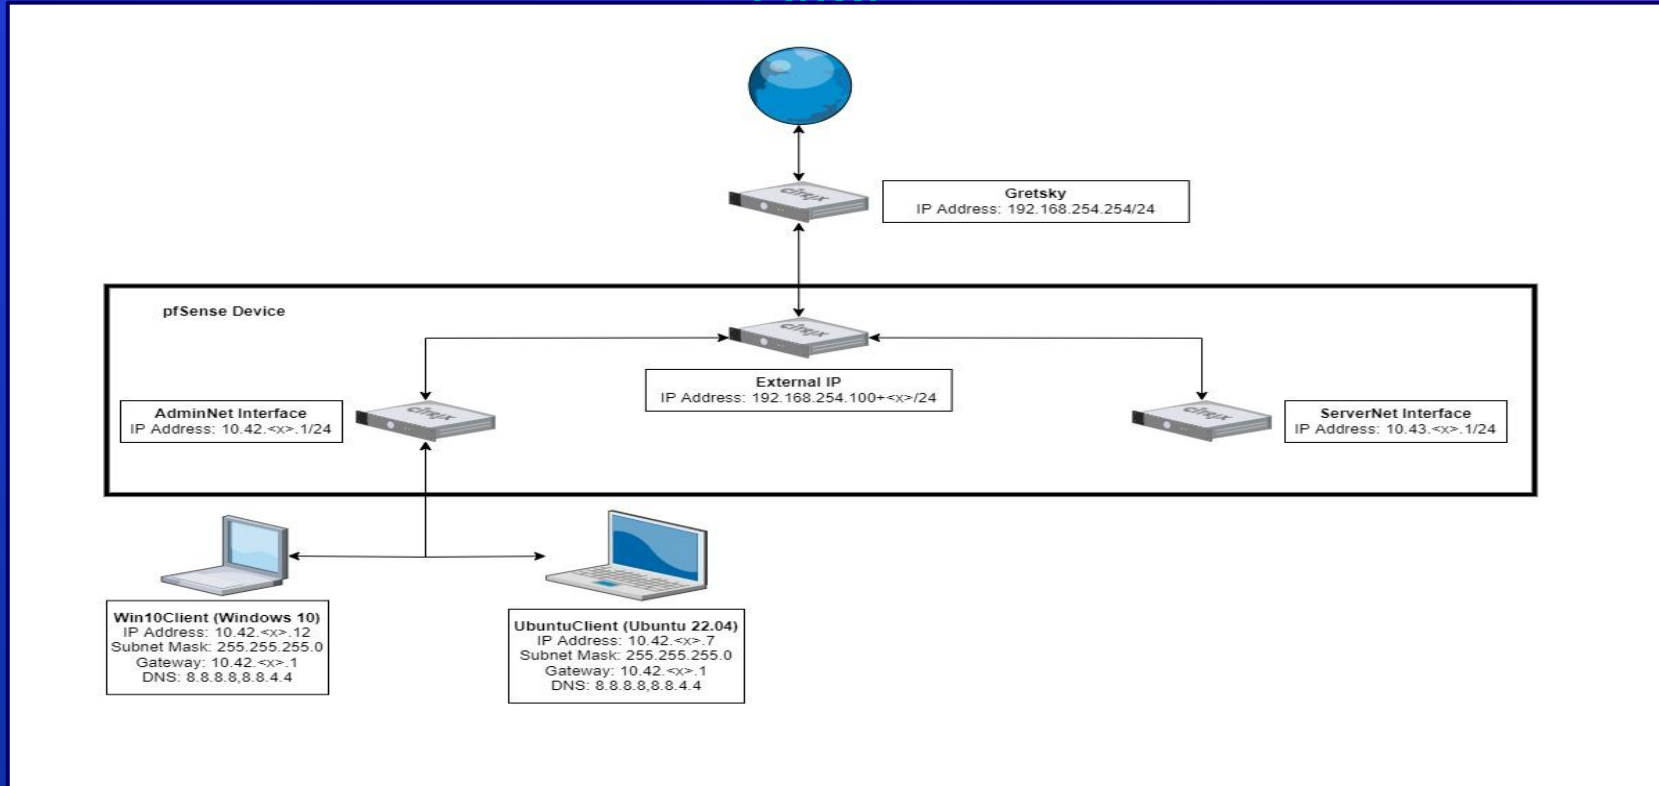 citrix
Gretsky
IP Address: 192.168.254.254/24
pfSense Device
citrix
External IP
IP Address: 192.168.254.100+<x>/24
AdminNet Interface
IP Address: 10.42.<x>.1/24
citrix
citrix
ServerNet Interface
IP Address: 10.43.<x>.1/24
Win10Client (Windows 10)
IP Address: 10.42.<x>.12
Subnet Mask: 255.255.255.0
Gateway: 10.42.<x>.1
DNS: 8.8.8.8,8.8.4.4
UbuntuClient (Ubuntu 22.04)
IP Address: 10.42.<x>.7
Subnet Mask: 255.255.255.0
Gateway: 10.42.<x>.1
DNS: 8.8.8.8,8.8.4.4